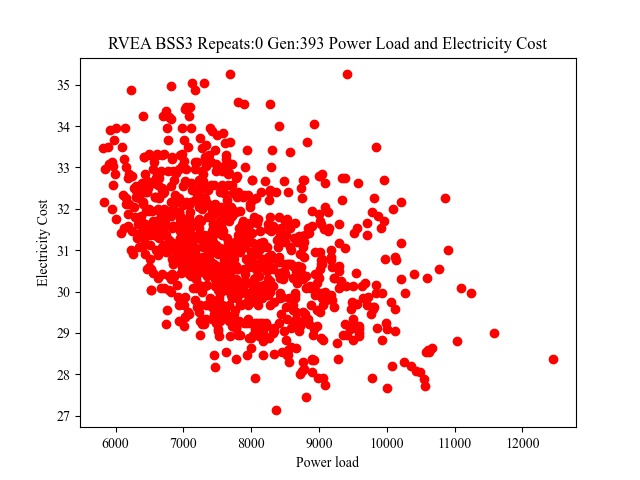 RVEA BSS3 Repeats:0 Gen:393 Power Load and Electricity Cost
35
34
33
32
31
30
29
28
27
Electricity Cost
6000 7000 8000 9000 10000 11000 12000
Power load